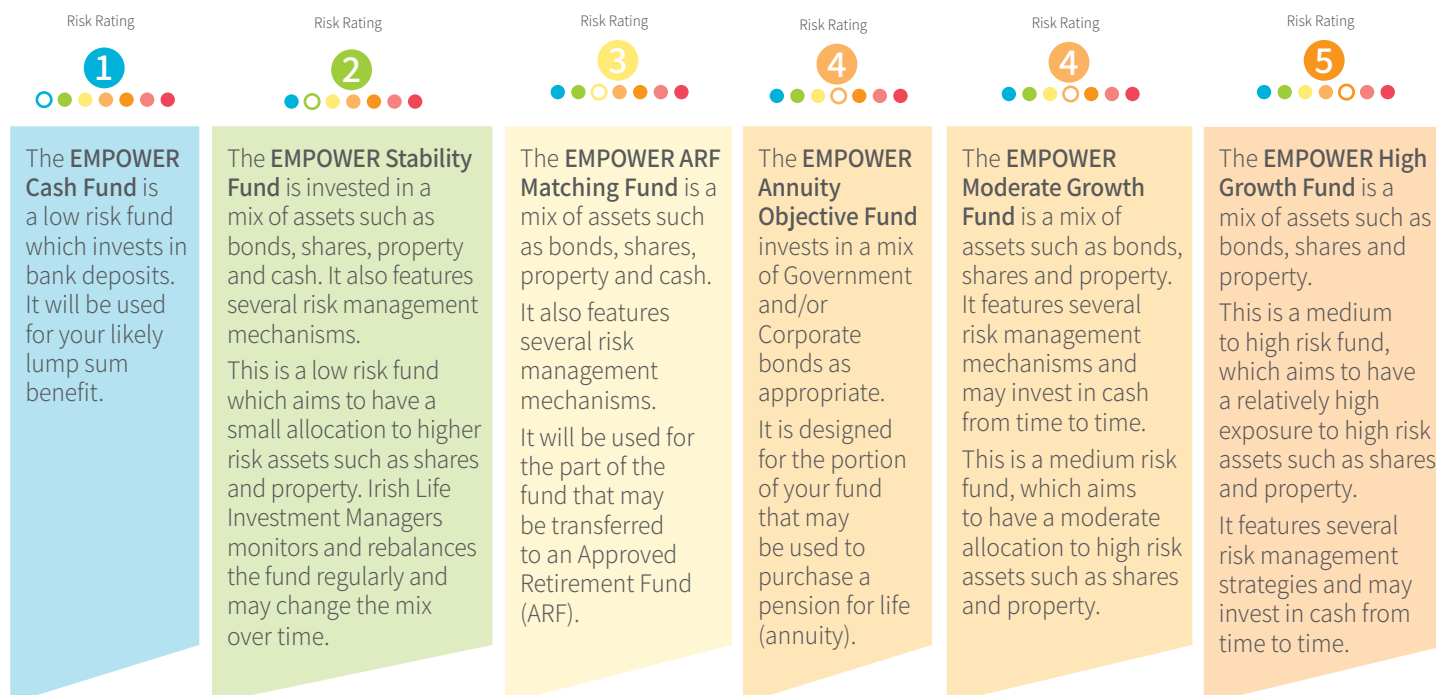 Risk Rating
1
The EMPOWER
Cash Fund is
a low risk fund
which invests in
bank deposits.
It will be used
for your likely
lump sum
benefit.
Risk Rating
2
The EMPOWER Stability
Fund is invested in a
mix of assets such as
bonds, shares, property
and cash. It also features
several risk management
mechanisms.
This is a low risk fund
which aims to have a
small allocation to higher
risk assets such as shares
and property. Irish Life
Investment Managers
monitors and rebalances
the fund regularly and
may change the mix
over time.
Risk Rating
3
The EMPOWER ARF
Matching Fund is a
mix of assets such
as bonds, shares,
property and cash.
It also features
several risk
management
mechanisms.
It will be used for
the part of the
fund that may
be transferred
to an Approved
Retirement Fund
(ARF).
Risk Rating
4
The EMPOWER
Annuity
Objective Fund
invests in a mix
of Government
and/or
Corporate
bonds as
appropriate.
It is designed
for the portion
of your fund
that may
be used to
purchase a
pension for life
(annuity).
Risk Rating
4
The EMPOWER
Moderate Growth
Fund is a mix of
assets such as bonds,
shares and property.
It features several
risk management
mechanisms and
may invest in cash
from time to time.
This is a medium risk
fund, which aims
to have a moderate
allocation to high risk
assets such as shares
and property.
Risk Rating
5
The EMPOWER High
Growth Fund is a
mix of assets such as
bonds, shares and
property.
This is a medium
to high risk fund,
which aims to have
a relatively high
exposure to high risk
assets such as shares
and property.
It features several
risk management
strategies and may
invest in cash from
time to time.